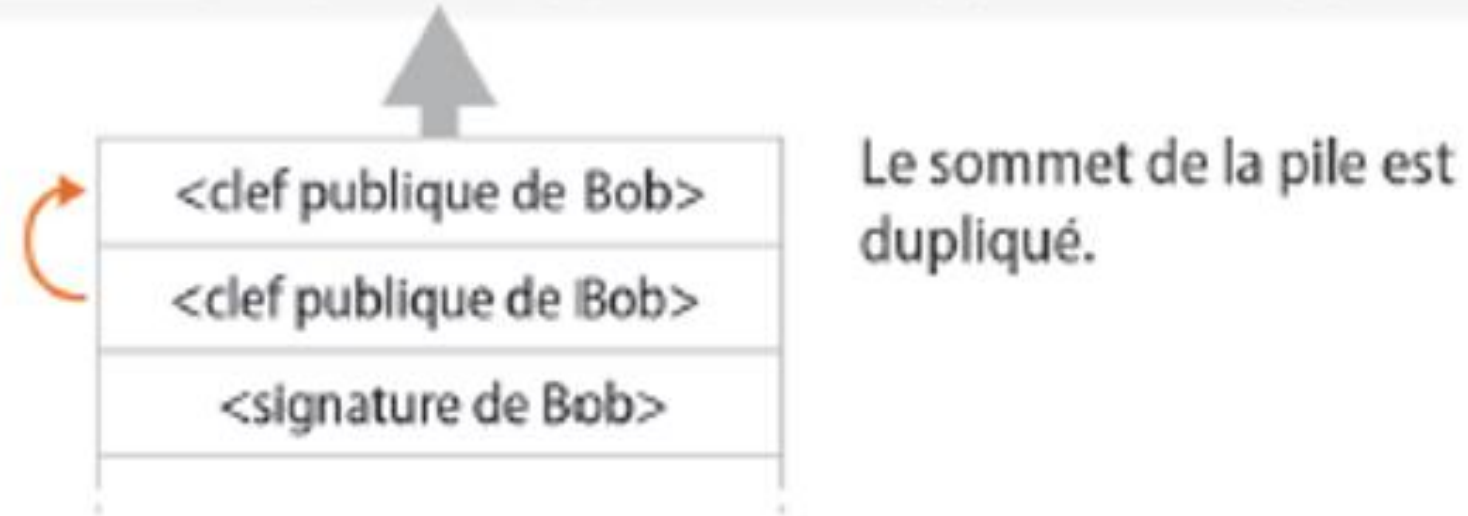 <clef publique de Bob>
<clef publique de Bob>
<signature de Bob>
Le sommet de la pile est
dupliqué.